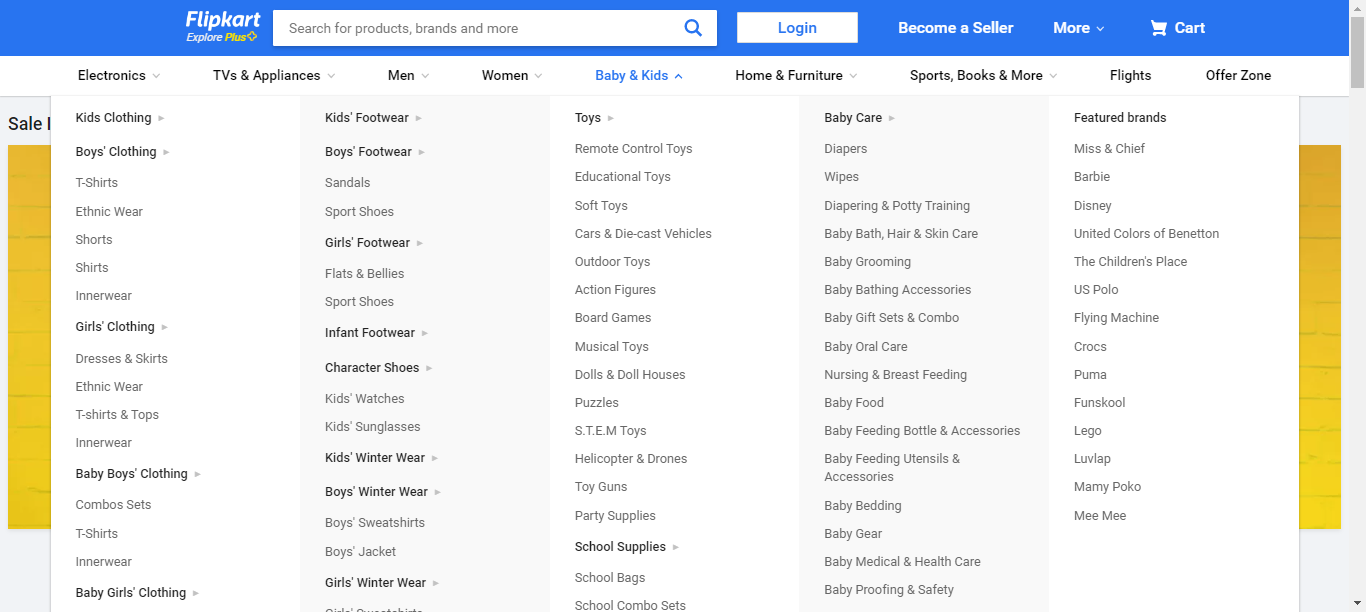 Flipkart
Explore Plus
Search for products, brands and more
Login
Become a Seller
More
Cart
Electronics
TVs & Appliances
Men
Women
Baby & Kids
Home & Furniture
Sports, Books & More
Flights
Offer Zone
Sale
Kids Clothing
Boys' Clothing
T-Shirts
Ethnic Wear
Shorts
Shirts
Innerwear
Girls' Clothing
Dresses & Skirts
Ethnic Wear
T-shirts & Tops
Innerwear
Baby Boys' Clothing
Combos Sets
T-Shirts
Innerwear
Baby Girls' Clothing
Kids' Footwear
Boys' Footwear
Sandals
Sport Shoes
Girls' Footwear
Flats & Bellies
Sport Shoes
Infant Footwear
Character Shoes
Kids' Watches
Kids' Sunglasses
Kids' Winter Wear
Boys' Winter Wear
Boys' Sweatshirts
Boys' Jacket
Girls' Winter Wear
Girls' Sweatshirts
Toys
Remote Control Toys
Educational Toys
Soft Toys
Cars & Die-cast Vehicles
Outdoor Toys
Action Figures
Board Games
Musical Toys
Dolls & Doll Houses
Puzzles
S.T.E.M Toys
Helicopter & Drones
Toy Guns
Party Supplies
School Supplies
School Bags
School Combo Sets
Baby Care
Diapers
Wipes
Diapering & Potty Training
Baby Bath, Hair & Skin Care
Baby Grooming
Baby Bathing Accessories
Baby Gift Sets & Combo
Baby Oral Care
Nursing & Breast Feeding
Baby Food
Baby Feeding Bottle & Accessories
Baby Feeding Utensils &
Accessories
Baby Bedding
Baby Gear
Baby Medical & Health Care
Baby Proofing & Safety
Featured brands
Miss & Chief
Barbie
Disney
United Colors of Benetton
The Children's Place
US Polo
Flying Machine
Crocs
Puma
Funskool
Lego
Luvlap
Mamy Poko
Mee Mee